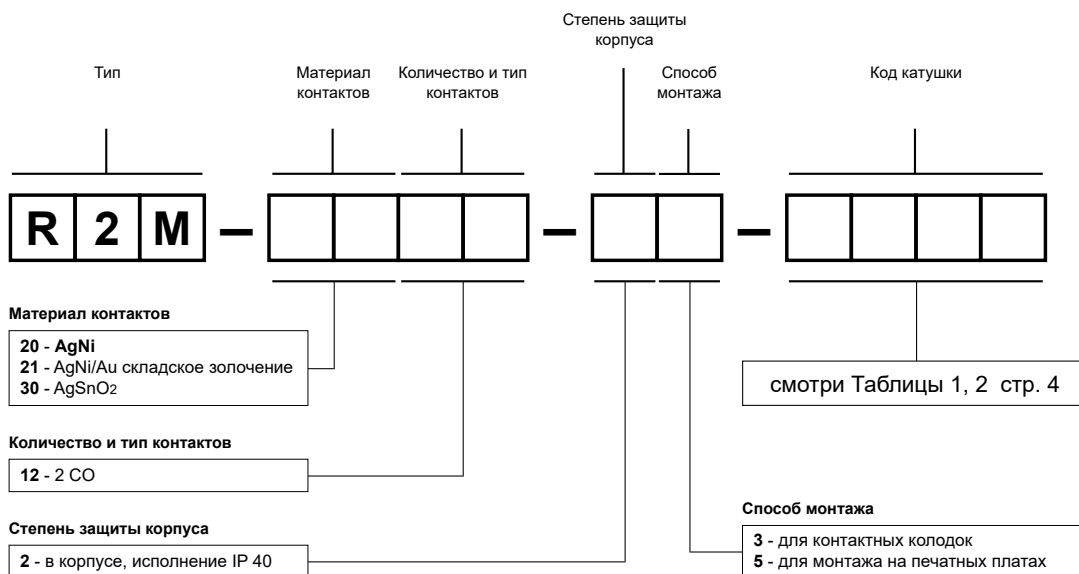 Степень защиты
корпуса
Тип
Материал
контактов
Количество и тип
контактов
Способ
монтажа
Код катушки
R 2 M – – –
Материал контактов
20 - AgNi
21 - AgNi/Au складское золочение
30 - AgSnO2
смотри Таблицы 1, 2 стр. 4
Количество и тип контактов
12 - 2 CO
Степень защиты корпуса
2 - в корпусе, исполнение IP 40
Способ монтажа
3 - для контактных колодок
5 - для монтажа на печатных платах